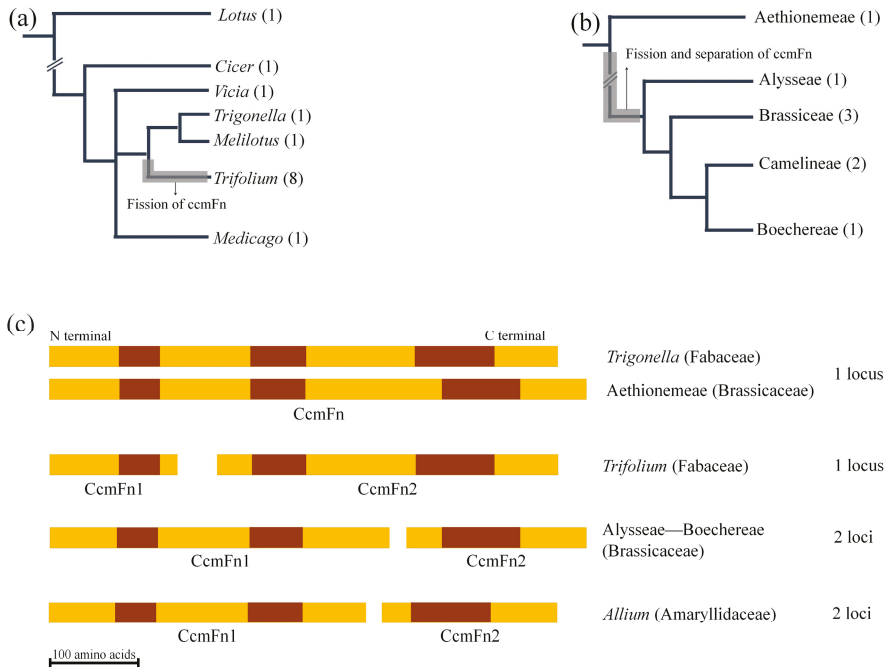 (a)
Lotus (1)
Cicer (1)
Vicia (1)
Trigonella (1)
Melilotus (1)
Trifolium (8)
Fission of ccmFn
Medicago (1)
(b)
Aethionemeae (1)
Fission and separation of ccmFn
Alysseae (1)
Brassiceae (3)
Camelineae (2)
Boechereae (1)
(c)
N terminal
C terminal
Trigonella (Fabaceae)
1 locus
Aethionemeae (Brassicaceae)
CcmFn
Trifolium (Fabaceae)
1 locus
CcmFn1
CcmFn2
Alysseae—Boechereae
(Brassicaceae)
2 loci
CcmFn1
CcmFn2
Allium (Amaryllidaceae)
2 loci
CcmFn1
CcmFn2
100 amino acids